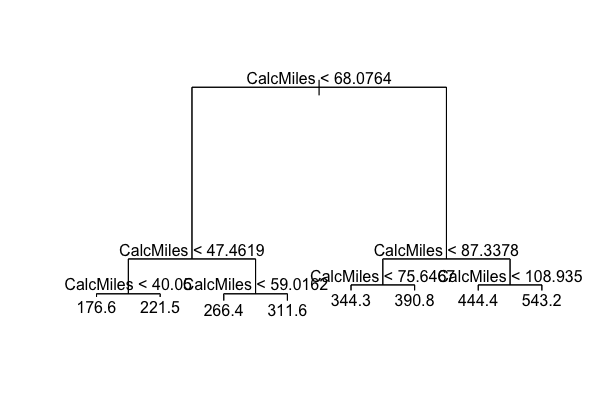 CalcMiles < 68.0764
CalcMiles < 47.4619
CalcMiles < 87.3378
CalcMiles < 40.05
CalcMiles < 59.0162
CalcMiles < 75.6467
CalcMiles < 108.935
176.6
221.5
266.4
311.6
344.3
390.8
444.4
543.2